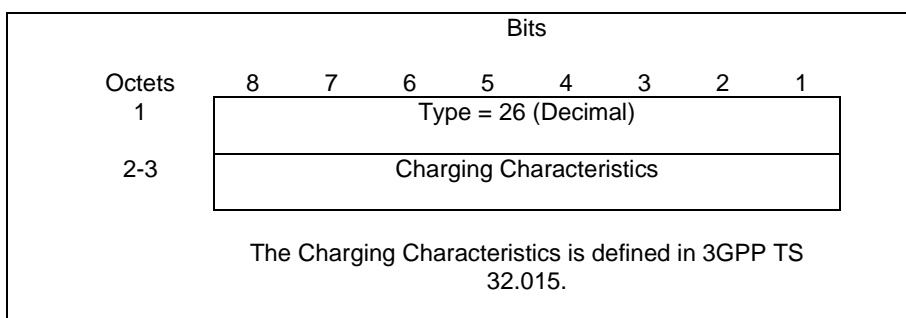 Bits
Octets 8 7 6 5 4 3 2 1
1 Type = 26 (Decimal)
2-3 Charging Characteristics
The Charging Characteristics is defined in 3GPP TS
32.015.